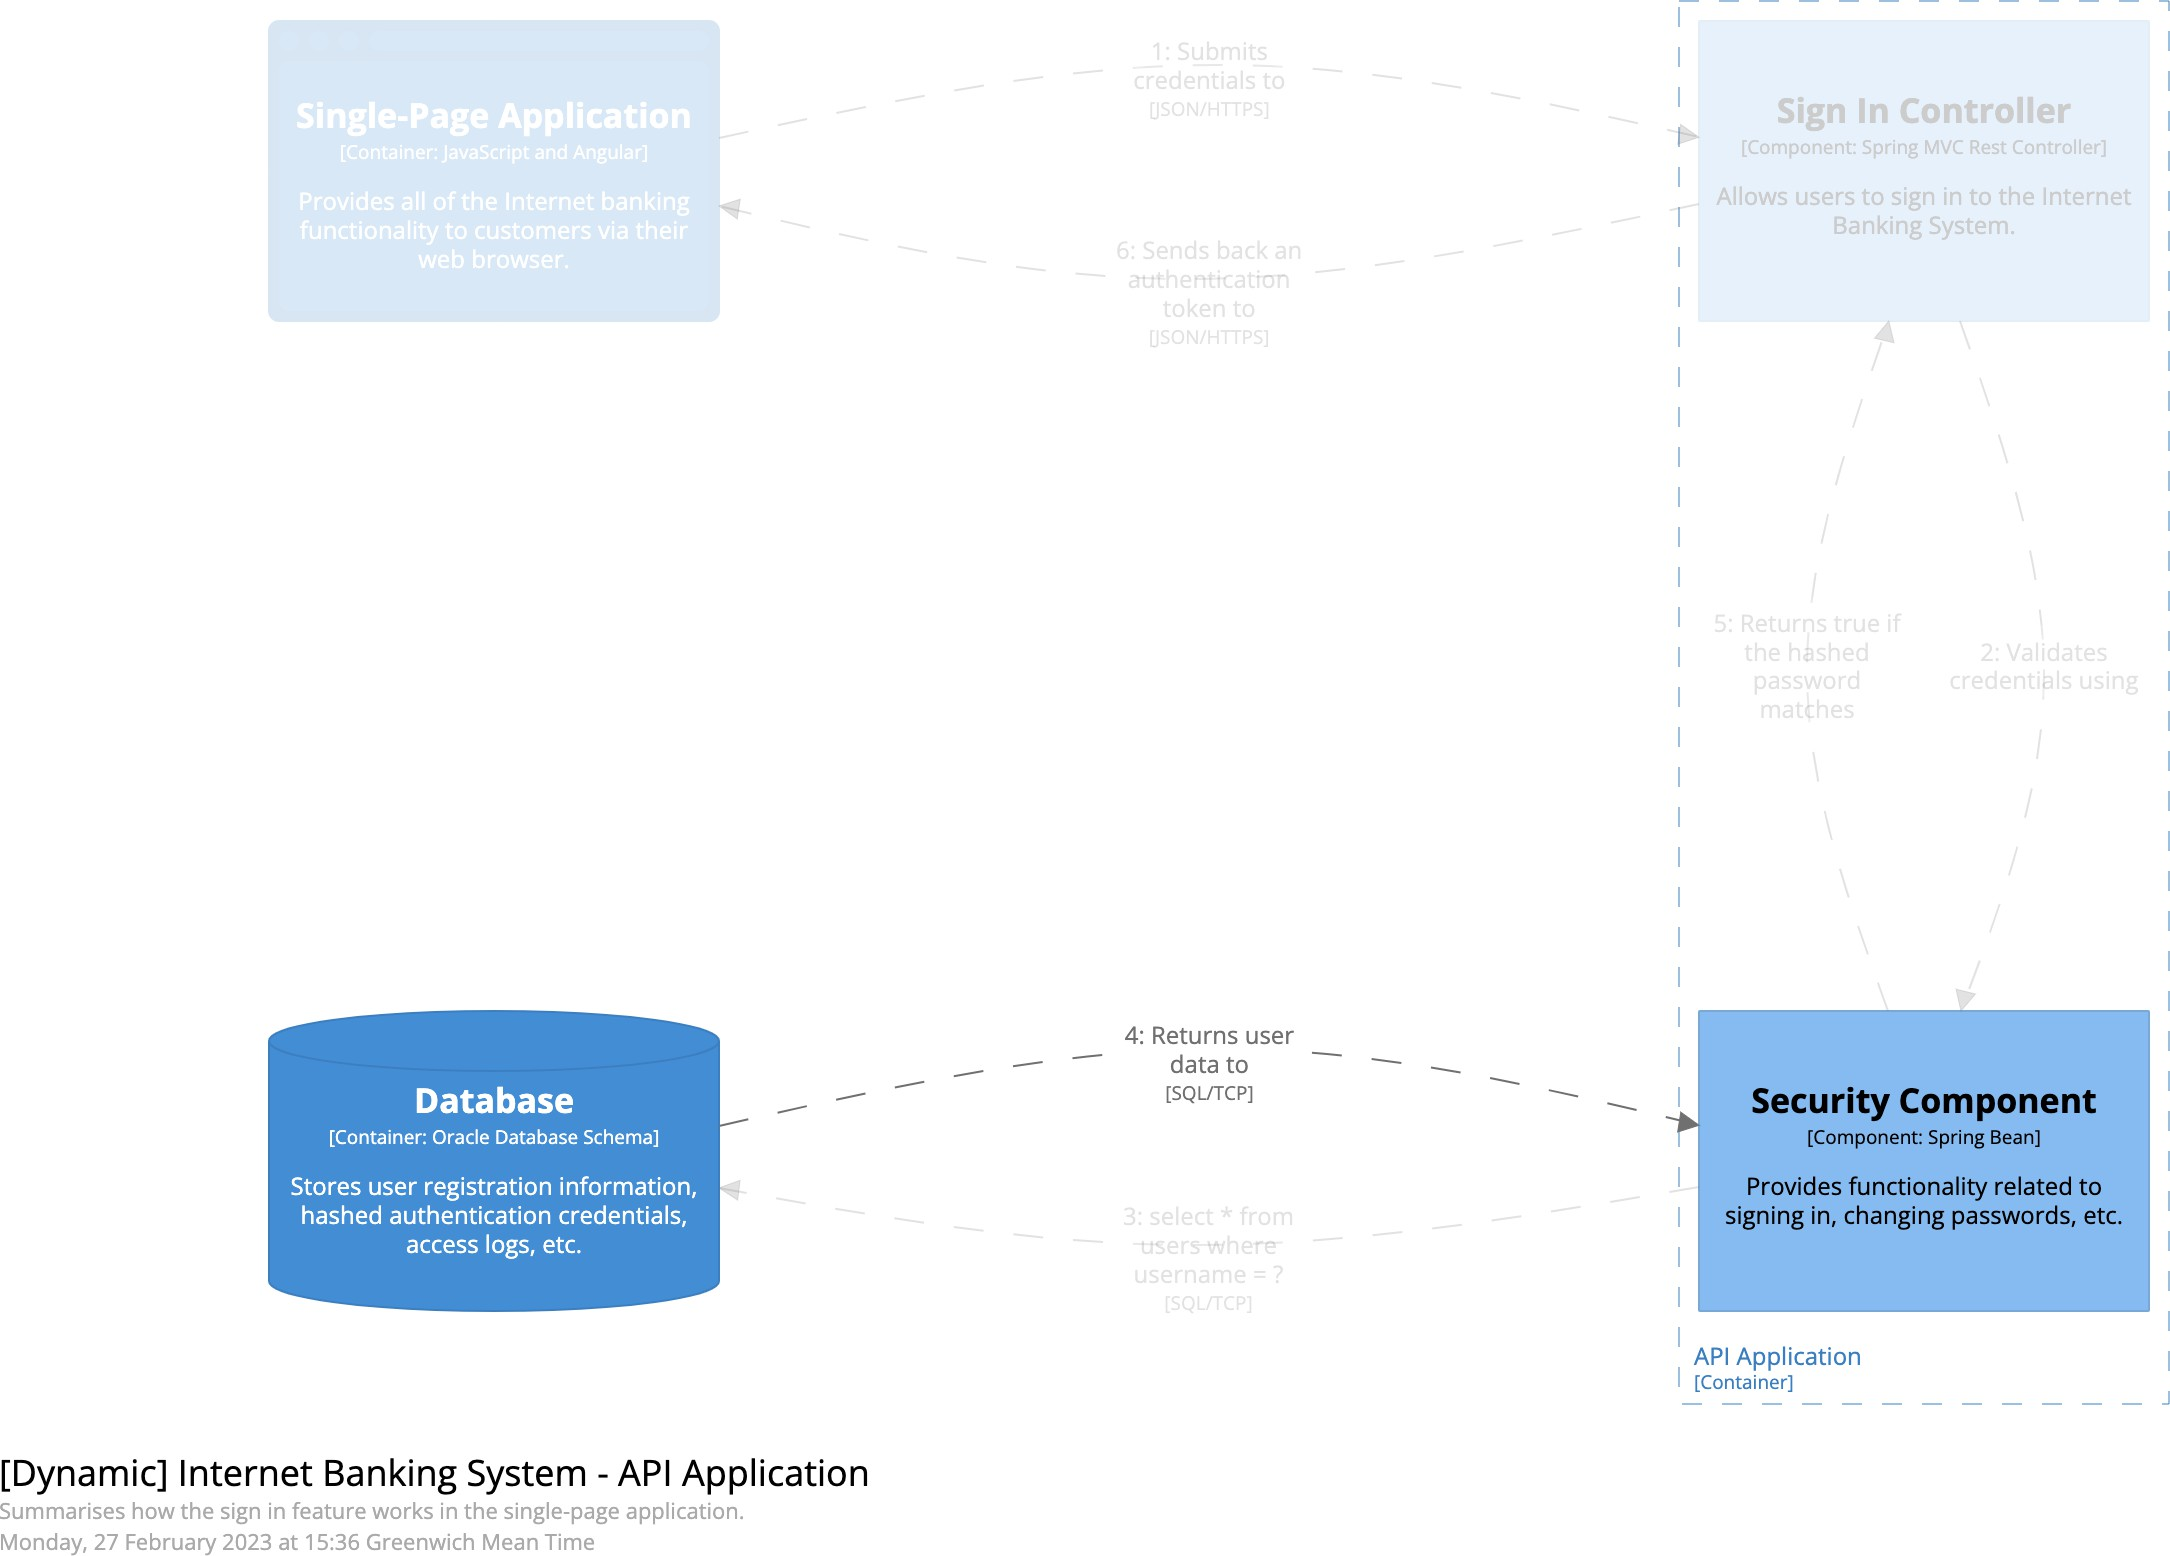 Single-Page Application
[Container: JavaScript and Angular]
Provides all of the Internet banking
functionality to customers via their
web browser.
1: Submits
credentials to
[JSON/HTTPS]
6: Sends back an
authentication
token to
[JSON/HTTPS]
Sign In Controller
[Component: Spring MVC Rest Controller]
Allows users to sign in to the Internet
Banking System.
5: Returns true if
the hashed
password
matches
2: Validates
credentials using
Database
[Container: Oracle Database Schema]
Stores user registration information,
hashed authentication credentials,
access logs, etc.
4: Returns user
data to
[SQL/TCP]
3: select * from
users where
username = ?
[SQL/TCP]
Security Component
[Component: Spring Bean]
Provides functionality related to
signing in, changing passwords, etc.
API Application
[Container]
[Dynamic] Internet Banking System - API Application
Summarises how the sign in feature works in the single-page application.
Monday, 27 February 2023 at 15:36 Greenwich Mean Time